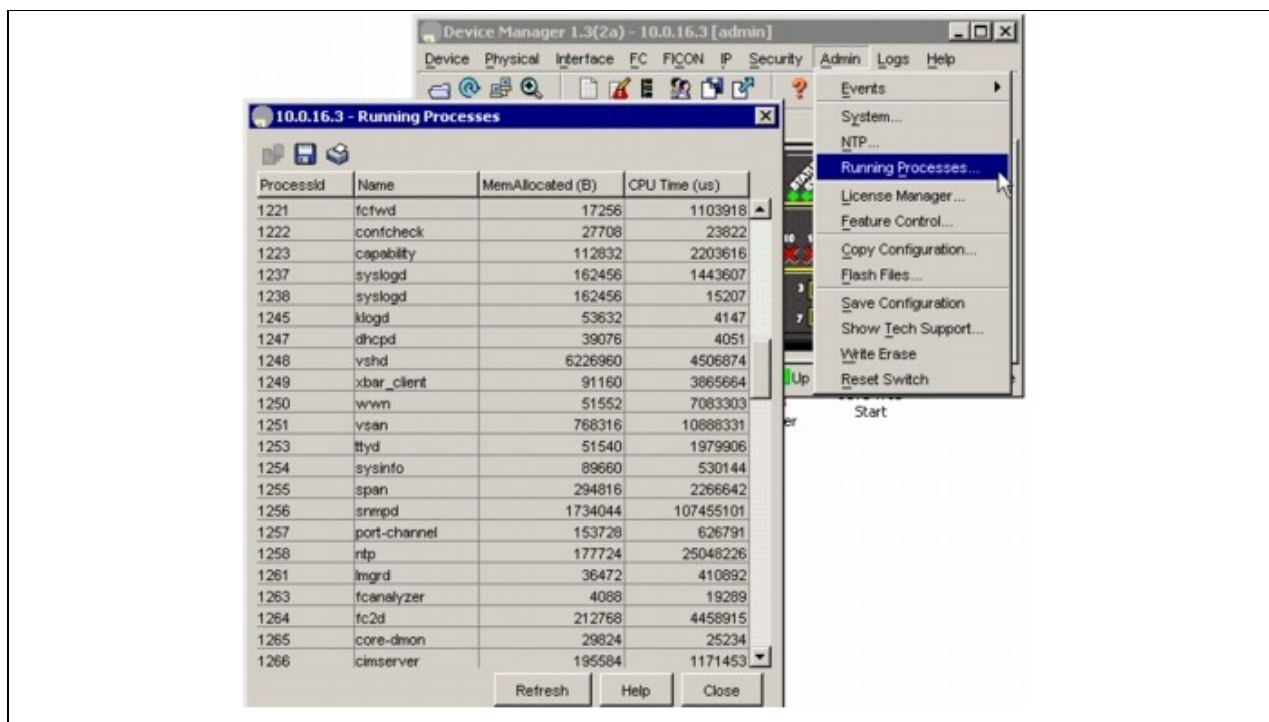 Device Manager 1.3(2a) - 10.0.16.3 [admin]
Device Physical Interface FC FICON IP Security Admin Logs Help
Events
System...
NTP...
Running Processes...
License Manager...
Feature Control...
Copy Configuration...
Flash Files...
Save Configuration
Show Tech Support...
Write Erase
Reset Switch
Up
Start
10.0.16.3 - Running Processes
ProcessId Name MemAllocated (B) CPU Time (us)
1221 fcfwd 17256 1103918
1222 confcheck 27708 23822
1223 capability 112832 2203616
1237 syslogd 162456 1443607
1238 syslogd 162456 15207
1245 klogd 53632 4147
1247 dhcpd 39076 4051
1248 vshd 6226960 4506874
1249 xbar_client 91160 3865664
1250 wwn 51552 7083303
1251 vsan 768316 10888331
1253 ttyd 51540 1979906
1254 sysinfo 89660 530144
1255 span 294816 2266642
1256 snmpd 1734044 107455101
1257 port-channel 153728 626791
1258 ntp 177724 25048226
1261 lmgrd 36472 410892
1263 fcanalyzer 4088 19289
1264 fc2d 212768 4458915
1265 core-dmon 29824 25234
1266 cimserver 195584 1171453
Refresh Help Close